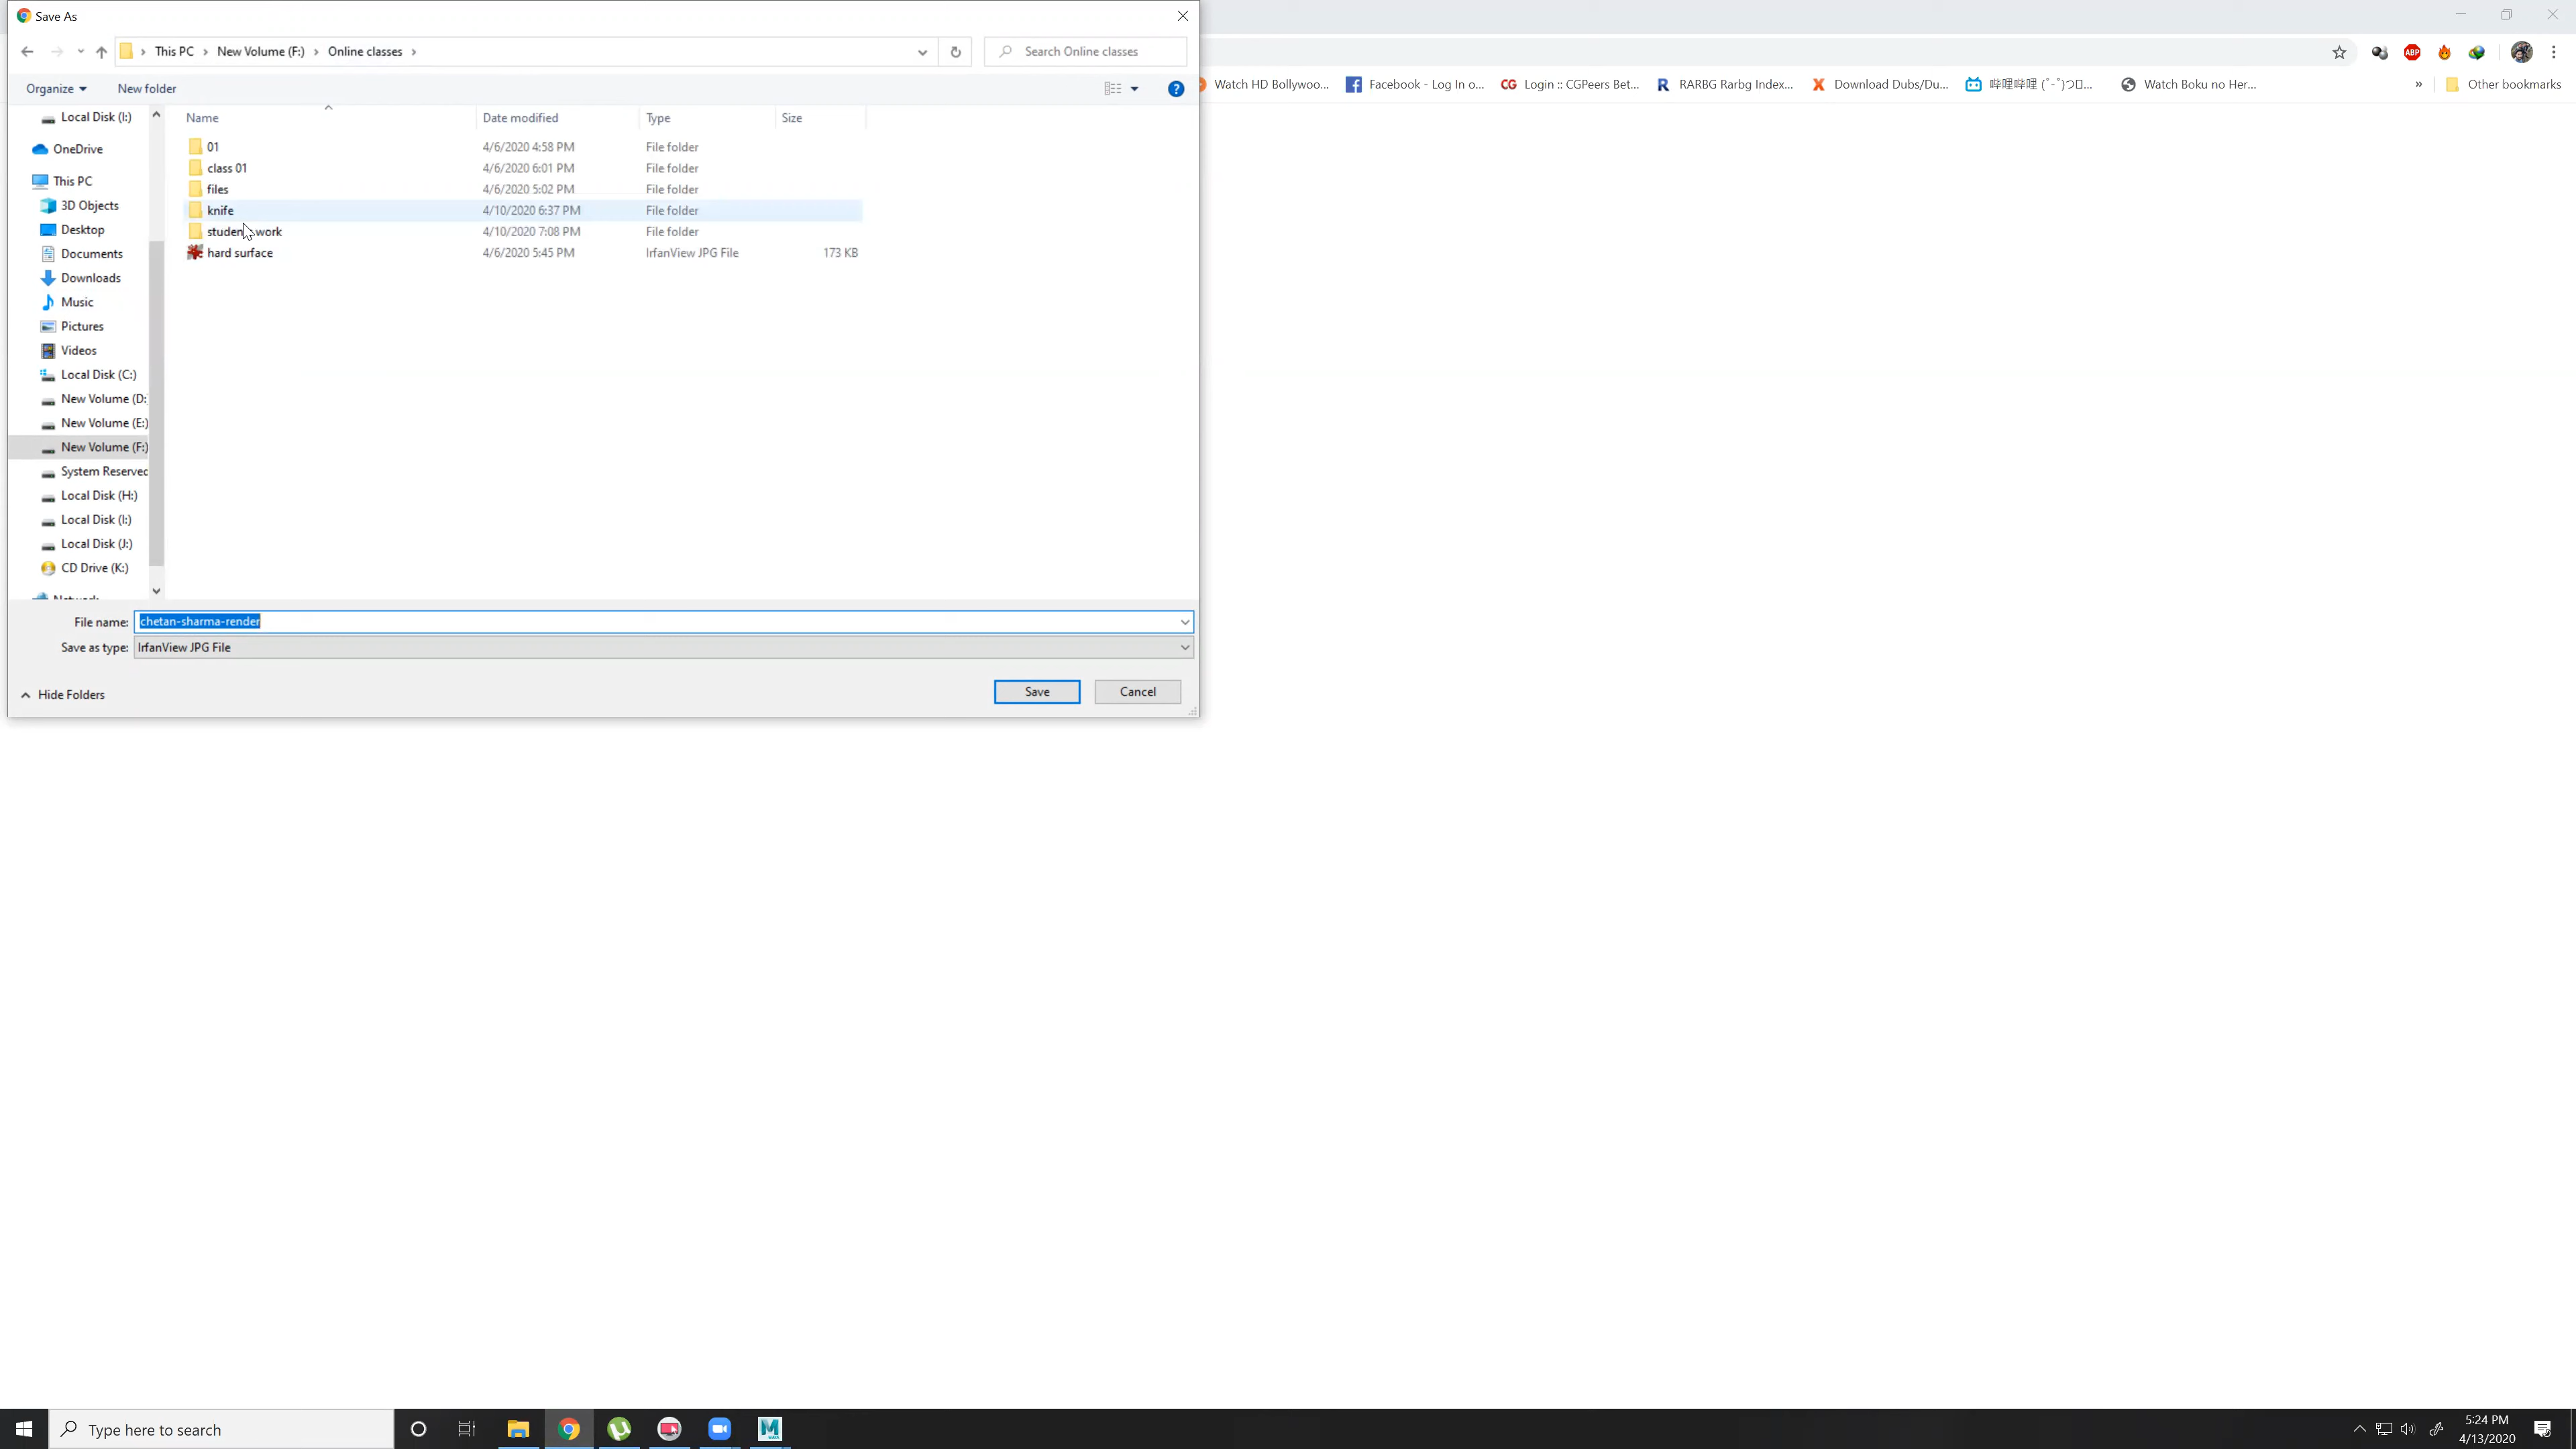 Save As
This PC > New Volume (F:) > Online classes >
Search Online classes
Organize
New folder
Watch HD Bollywoo...
Facebook - Log In o...
CG Login :: CGPeers Bet...
R RARBG Rarbg Index...
X Download Dubs/Du...
Watch Boku no Her...
»
Other bookmarks
ABP
Name
Date modified
Type
Size
01 4/6/2020 4:58 PM File folder
class 01 4/6/2020 6:01 PM File folder
files 4/6/2020 5:02 PM File folder
knife 4/10/2020 6:37 PM File folder
work 4/10/2020 7:08 PM File folder
hard surface 4/6/2020 5:45 PM IrfanView JPG File 173 KB
Local Disk (I:)
OneDrive
This PC
3D Objects
Desktop
Documents
Downloads
Music
Pictures
Videos
Local Disk (C:)
New Volume (D:
New Volume (E:)
New Volume (F:)
System Reserved
Local Disk (H:)
Local Disk (I:)
Local Disk (J:)
CD Drive (K:)
File name: chetan-sharma-render
Save as type: IrfanView JPG File
Hide Folders
Save
Cancel
Type here to search
5:24 PM
4/13/2020